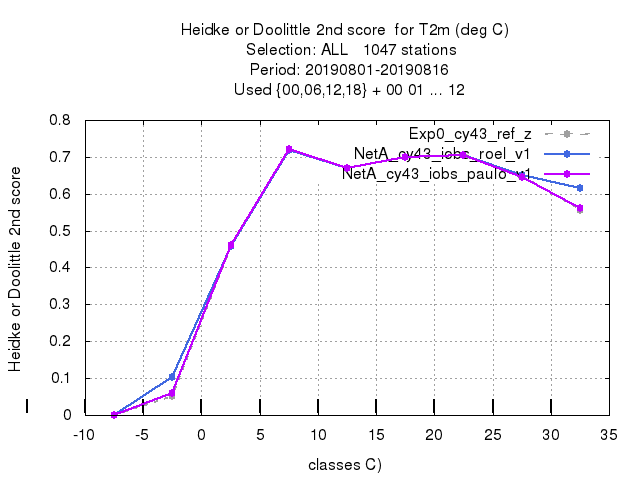 Heidke or Doolittle 2nd score  for T2m (deg C)
Selection: ALL   1047 stations
Period: 20190801-20190816
Used {00,06,12,18} + 00 01 ... 12
Exp0_cy43_ref_z
NetA_cy43_iobs_roel_v1
NetA_cy43_iobs_paulo_v1
Heidke or Doolittle 2nd score
0.8
0.7
0.6
0.5
0.4
0.3
0.2
0.1
0
-10 -5 0 5 10 15 20 25 30 35
classes C)